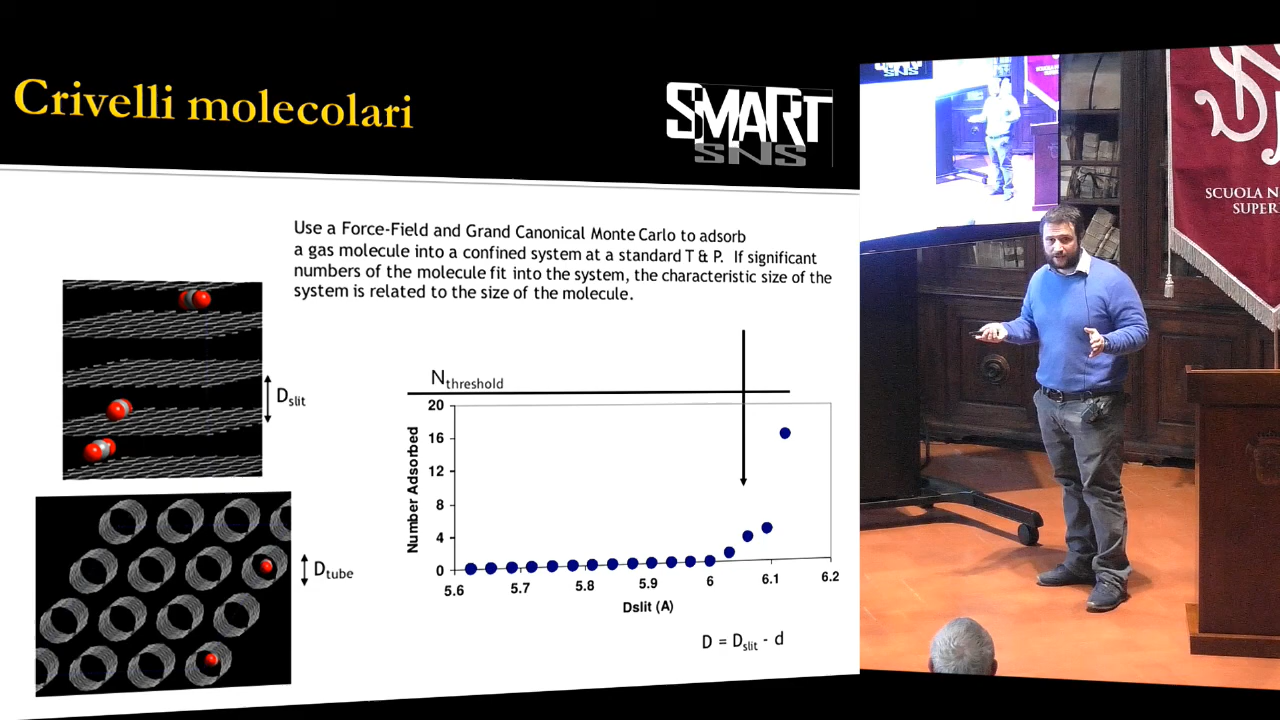 Crivelli molecolari
SMART
SNS
Use a Force-Field and Grand Canonical Monte Carlo to adsorb
a gas molecule into a confined system at a standard T & P. If significant
numbers of the molecule fit into the system, the characteristic size of the
system is related to the size of the molecule.
Dslit
Dtube
Nthreshold
20
16
12
8
4
0
Number Adsorbed
5.6 5.7 5.8 5.9 6 6.1 6.2
Dslit (A)
D = Dslit - d
SNS
SCUOLA N
SUPER